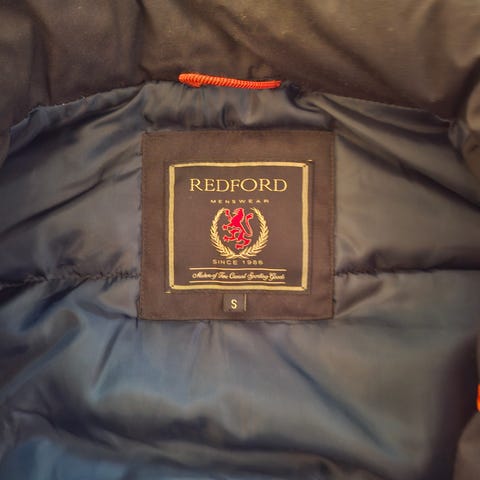 REDFORD
MENSWEAR
SINCE 1986
Makers of Fine Casual Sporting Goods
S